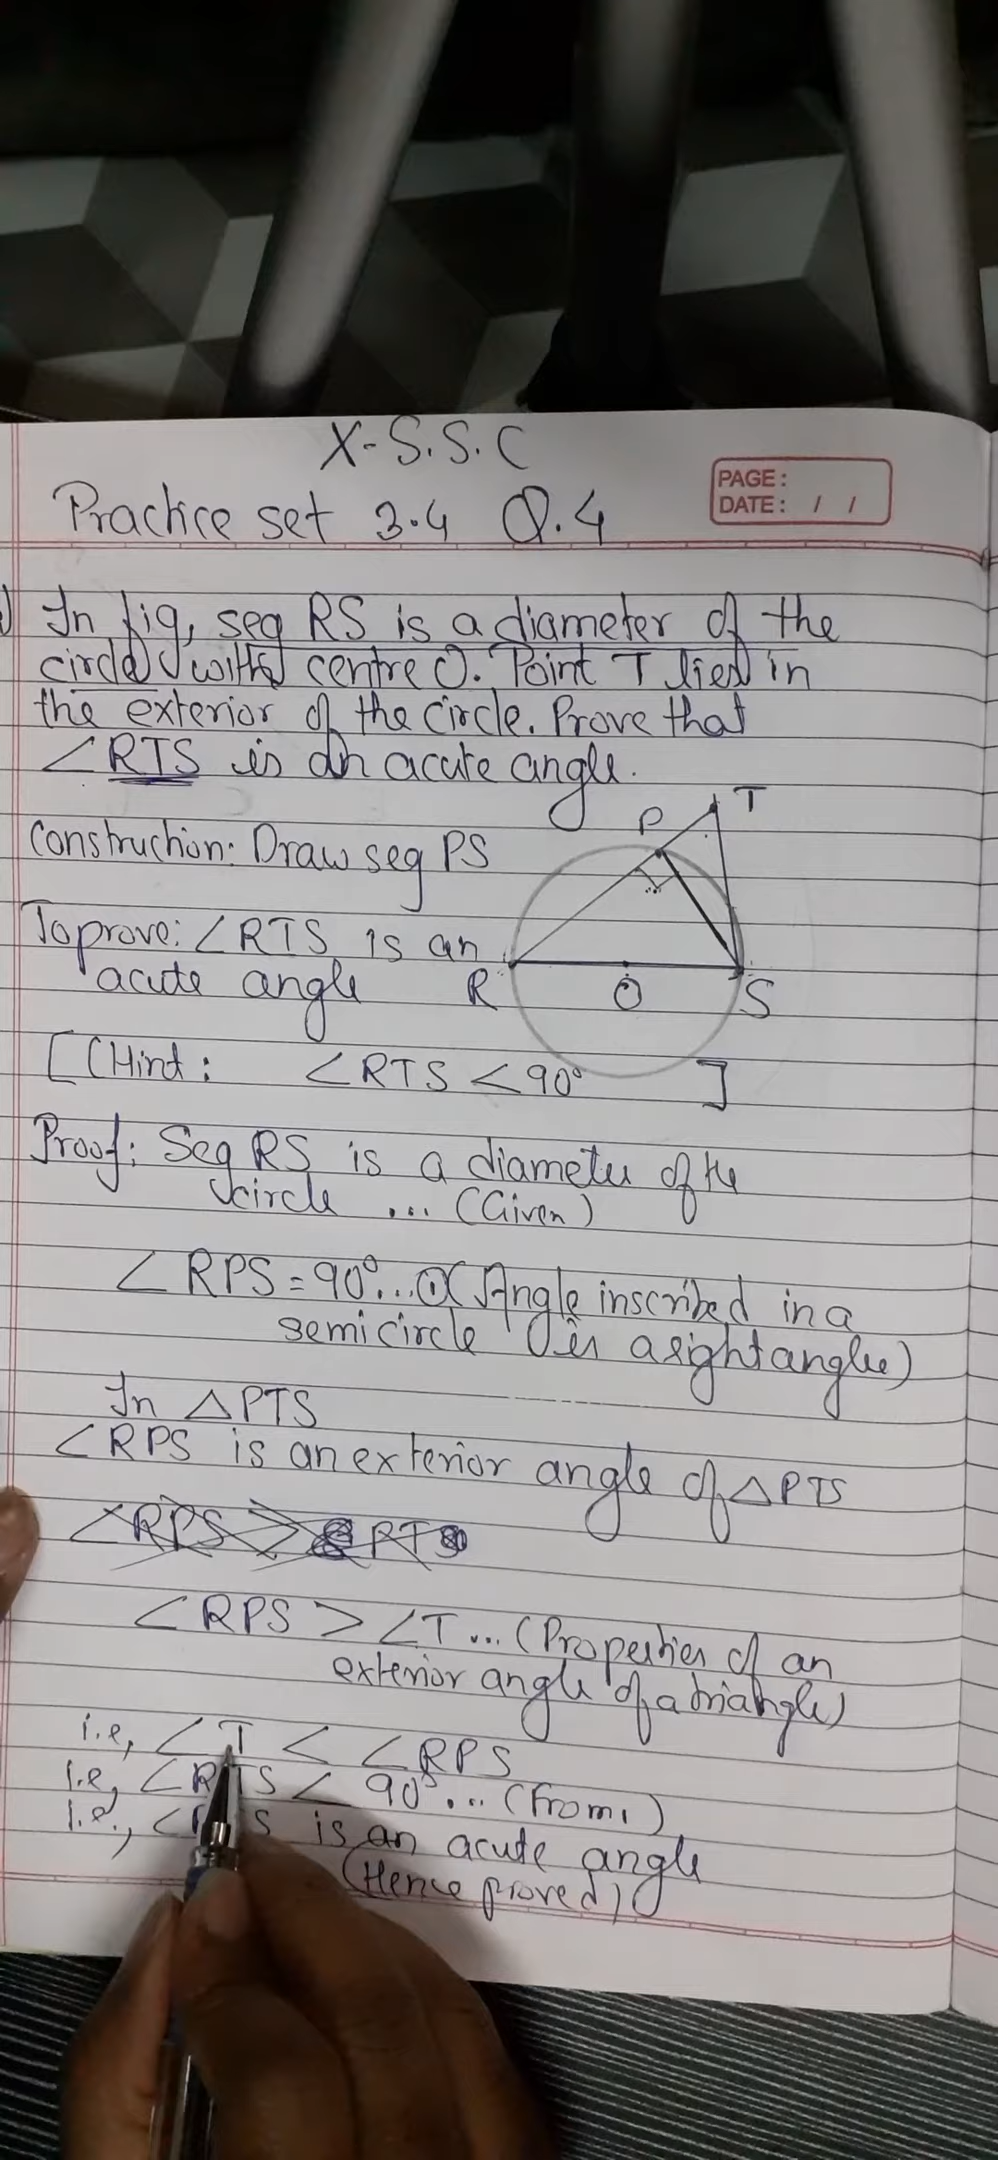 X-S.S.C
Practice set 3.4 Q.4
PAGE:
DATE: / /
In fig, seg RS is a diameter of the
circle with centre O. Point T lies in
the exterior of the circle. Prove that
∠RTS is an acute angle.
Construction: Draw seg PS
To prove: ∠RTS is an
acute angle
P T
R O S
[(Hint: ∠RTS <90° ]
Proof: Seg RS is a diameter of the
circle ... (Given)
∠RPS = 90°...①(Angle inscribed in a
semicircle is a right angle)
In △PTS
∠RPS is an exterior angle of △PTS
∠RPS > ∠T ... (Properties of an
exterior angle of a triangle)
i.e, ∠T < ∠RPS
i.e, ∠RTS < 90°... (From 1)
i.e., ∠ S is an acute angle
(Hence proved)